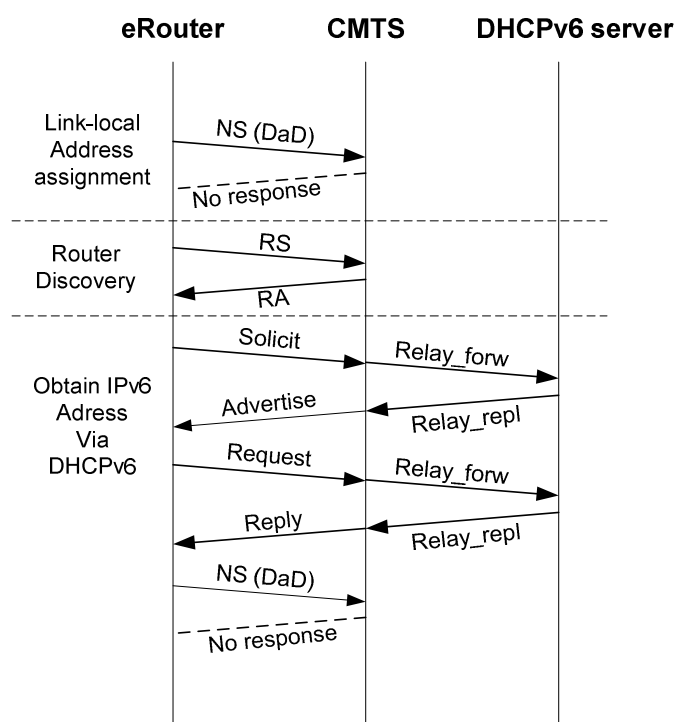 eRouter CMTS DHCPv6 server
Link-local
Address
assignment
NS (DaD)
No response
Router
Discovery
RS
RA
Obtain IPv6
Adress
Via
DHCPv6
Solicit
Relay_forw
Advertise
Relay_repl
Request
Relay_forw
Reply
Relay_repl
NS (DaD)
No response